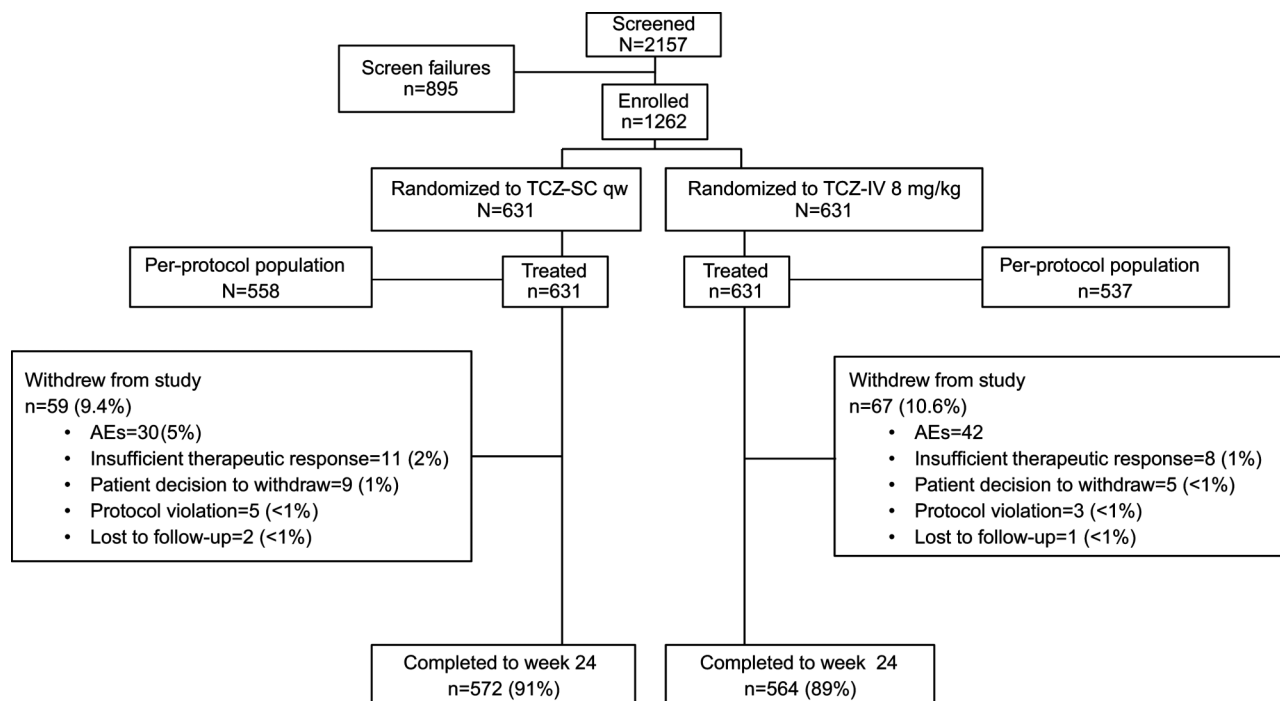 Screened
N=2157
Screen failures
n=895
Enrolled
n=1262
Randomized to TCZ–SC qw
N=631
Randomized to TCZ-IV 8 mg/kg
N=631
Per-protocol population
N=558
Treated
n=631
Treated
n=631
Per-protocol population
n=537
Withdrew from study
n=59 (9.4%)
• AEs=30(5%)
• Insufficient therapeutic response=11 (2%)
• Patient decision to withdraw=9 (1%)
• Protocol violation=5 (<1%)
• Lost to follow-up=2 (<1%)
Withdrew from study
n=67 (10.6%)
• AEs=42
• Insufficient therapeutic response=8 (1%)
• Patient decision to withdraw=5 (<1%)
• Protocol violation=3 (<1%)
• Lost to follow-up=1 (<1%)
Completed to week 24
n=572 (91%)
Completed to week 24
n=564 (89%)